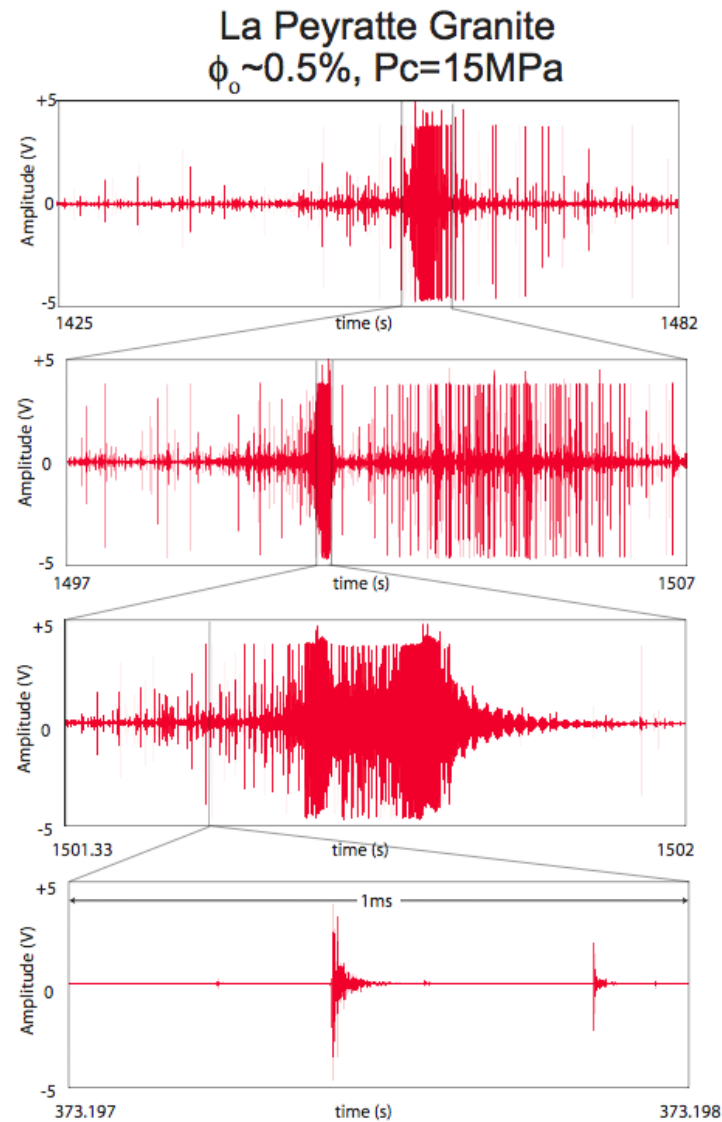 La Peyratte Granite
ϕo~0.5%, Pc=15MPa
+5
Amplitude (V)
0
-5
1425 time (s) 1482
+5
Amplitude (V)
0
-5
1497 time (s) 1507
+5
Amplitude (V)
0
-5
1501.33 time (s) 1502
+5
1ms
Amplitude (V)
0
-5
373.197 time (s) 373.198